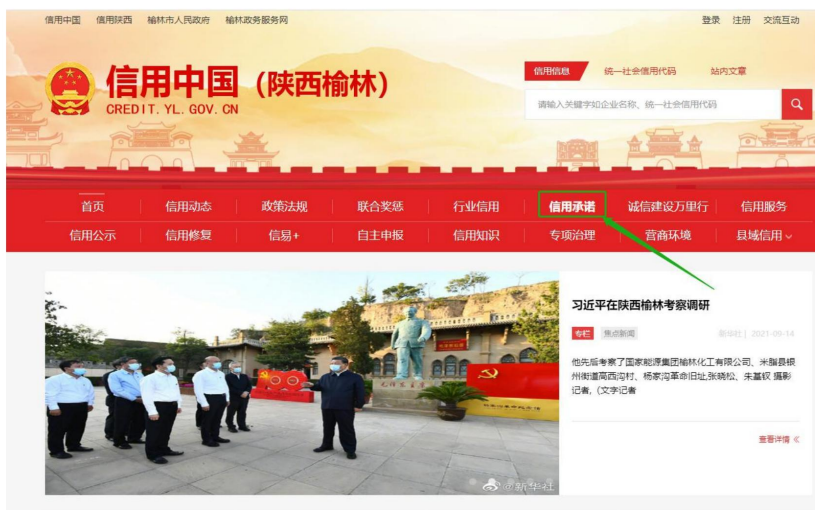 信用中国 信用陕西 榆林市人民政府 榆林政务服务网 登录 注册 交流互动
信用中国（陕西榆林）
CREDIT. YL. GOV. CN
信用信息 统一社会信用代码 站内文章
请输入关键字如企业名称、统一社会信用代码
首页 信用动态 政策法规 联合奖惩 行业信用 信用承诺 诚信建设万里行 信用服务
信用公示 信用修复 信易+ 自主申报 信用知识 专项治理 营商环境 县域信用
习近平在陕西榆林考察调研
专栏 焦点新闻 新华社 | 2021-09-14
他先后考察了国家能源集团榆林化工有限公司、米脂县银
州街道高西沟村、杨家沟革命旧址,张晓松、朱基钗 摄影
记者,（文字记者
查看详情 《
@新华社